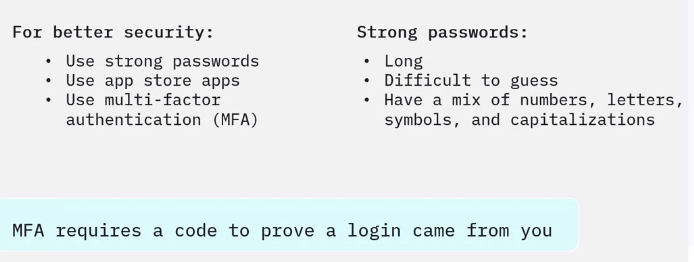 For better security:
• Use strong passwords
• Use app store apps
• Use multi-factor
authentication (MFA)
Strong passwords:
• Long
• Difficult to guess
• Have a mix of numbers, letters,
symbols, and capitalizations
MFA requires a code to prove a login came from you